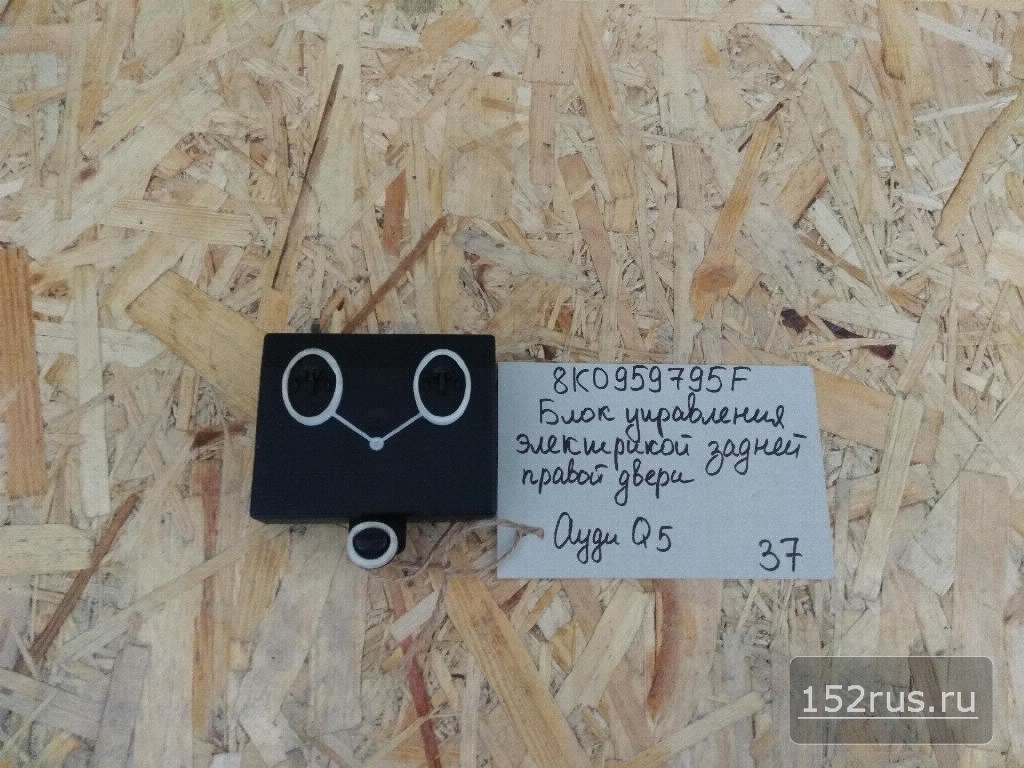 8K0959795F
Блок управления
электрикой задней
правой двери
Ауди Q5
37
152rus.ru